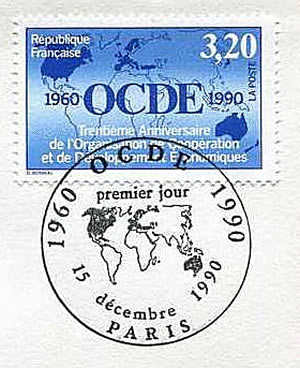 République
Française
3,20
LA POSTE
1960 OCDE 1990
Trentième Anniversaire
de l'Organisation de Coopération
et de Développement Économiques
OCDE
1960 1990
premier jour
15 décembre 1990
PARIS